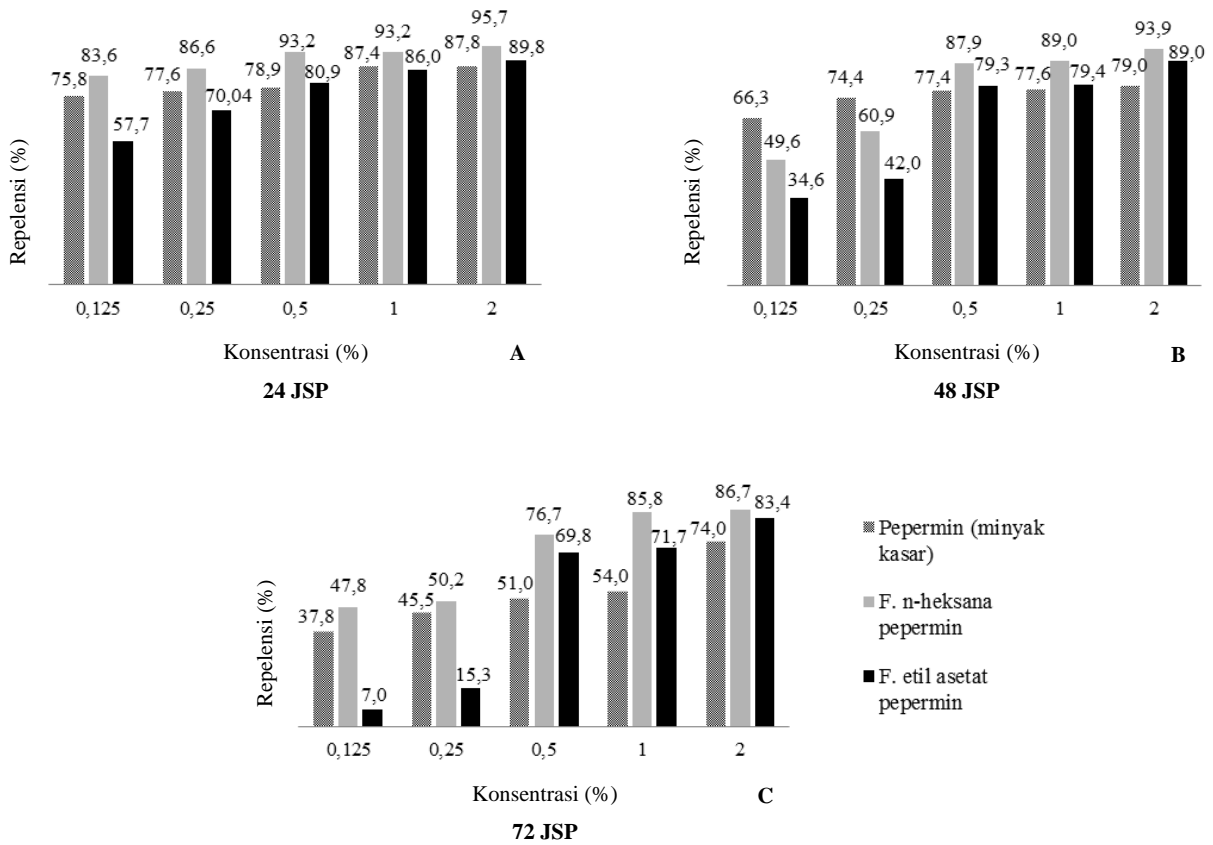 95,7
93,2
93,2
89,8
87,8
86,6
87,4
86,0
83,6
80,9
78,9
77,6
75,8
70,04
57,7
Repelensi (%)
0,125 0,25 0,5 1 2
Konsentrasi (%) A
24 JSP
93,9
89,0
89,0
87,9
79,3
79,4
79,0
77,4
77,6
74,4
66,3
60,9
49,6
42,0
34,6
Repelensi (%)
0,125 0,25 0,5 1 2
Konsentrasi (%) B
48 JSP
86,7
85,8
83,4
76,7
74,0
71,7
69,8
54,0
51,0
50,2
47,8
45,5
37,8
15,3
7,0
Repelensi (%)
0,125 0,25 0,5 1 2
Konsentrasi (%) C
72 JSP
Pepermin (minyak
kasar)
F. n-heksana
pepermin
F. etil asetat
pepermin